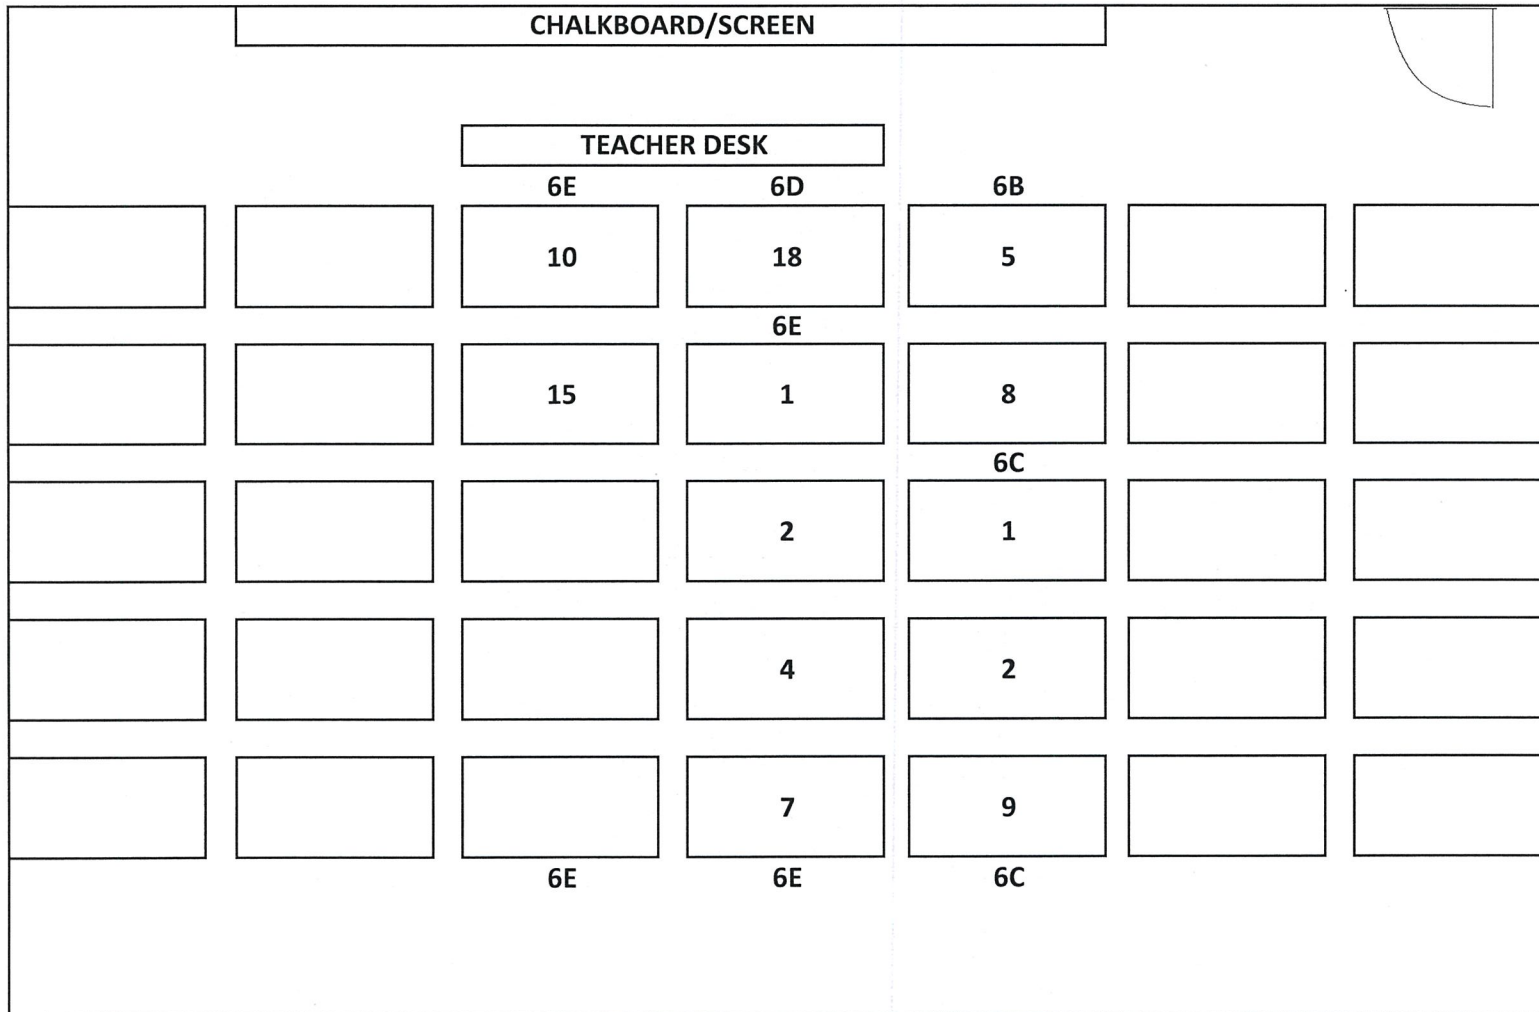 CHALKBOARD/SCREEN
TEACHER DESK
6E 6D 6B
10 18 5
6E
15 1 8
6C
2 1
4 2
7 9
6E 6E 6C